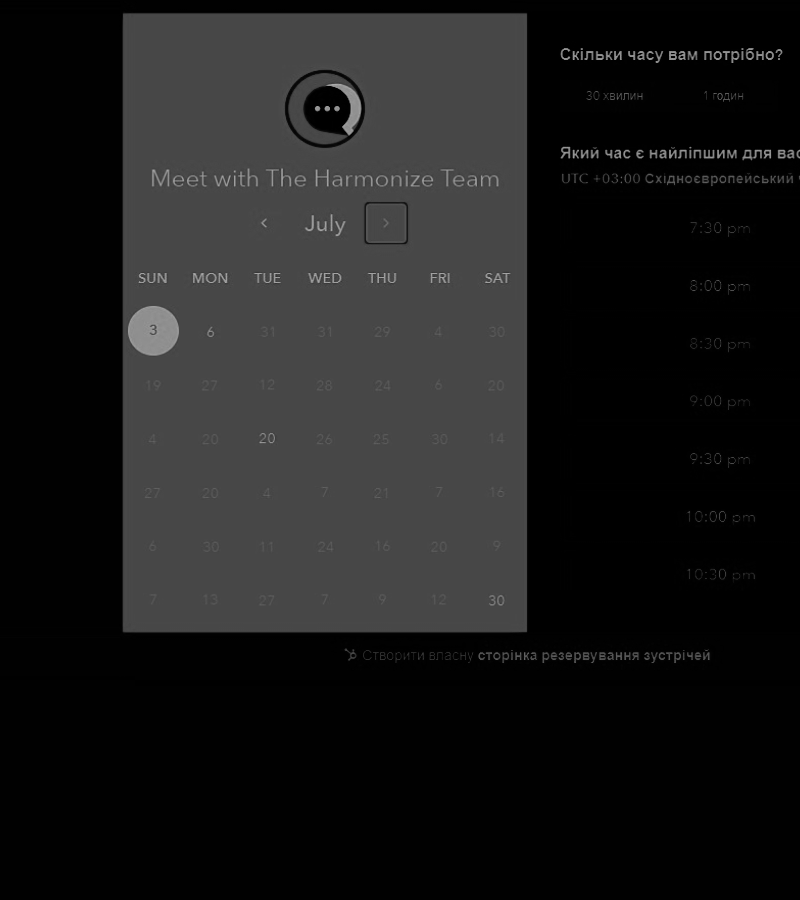 Meet with The Harmonize Team
July
SUN MON TUE WED THU FRI SAT
3 6 31 31 29 4 30
19 27 12 28 24 6 20
4 20 20 26 25 30 14
27 20 4 7 21 7 16
6 30 11 24 16 20 9
7 13 27 7 9 12 30
Скільки часу вам потрібно?
30 хвилин 1 годин
Який час є найліпшим для вас
UTC +03:00 Східноєвропейський
7:30 pm
8:00 pm
8:30 pm
9:00 pm
9:30 pm
10:00 pm
10:30 pm
Створити власну сторінка резервування зустрічей